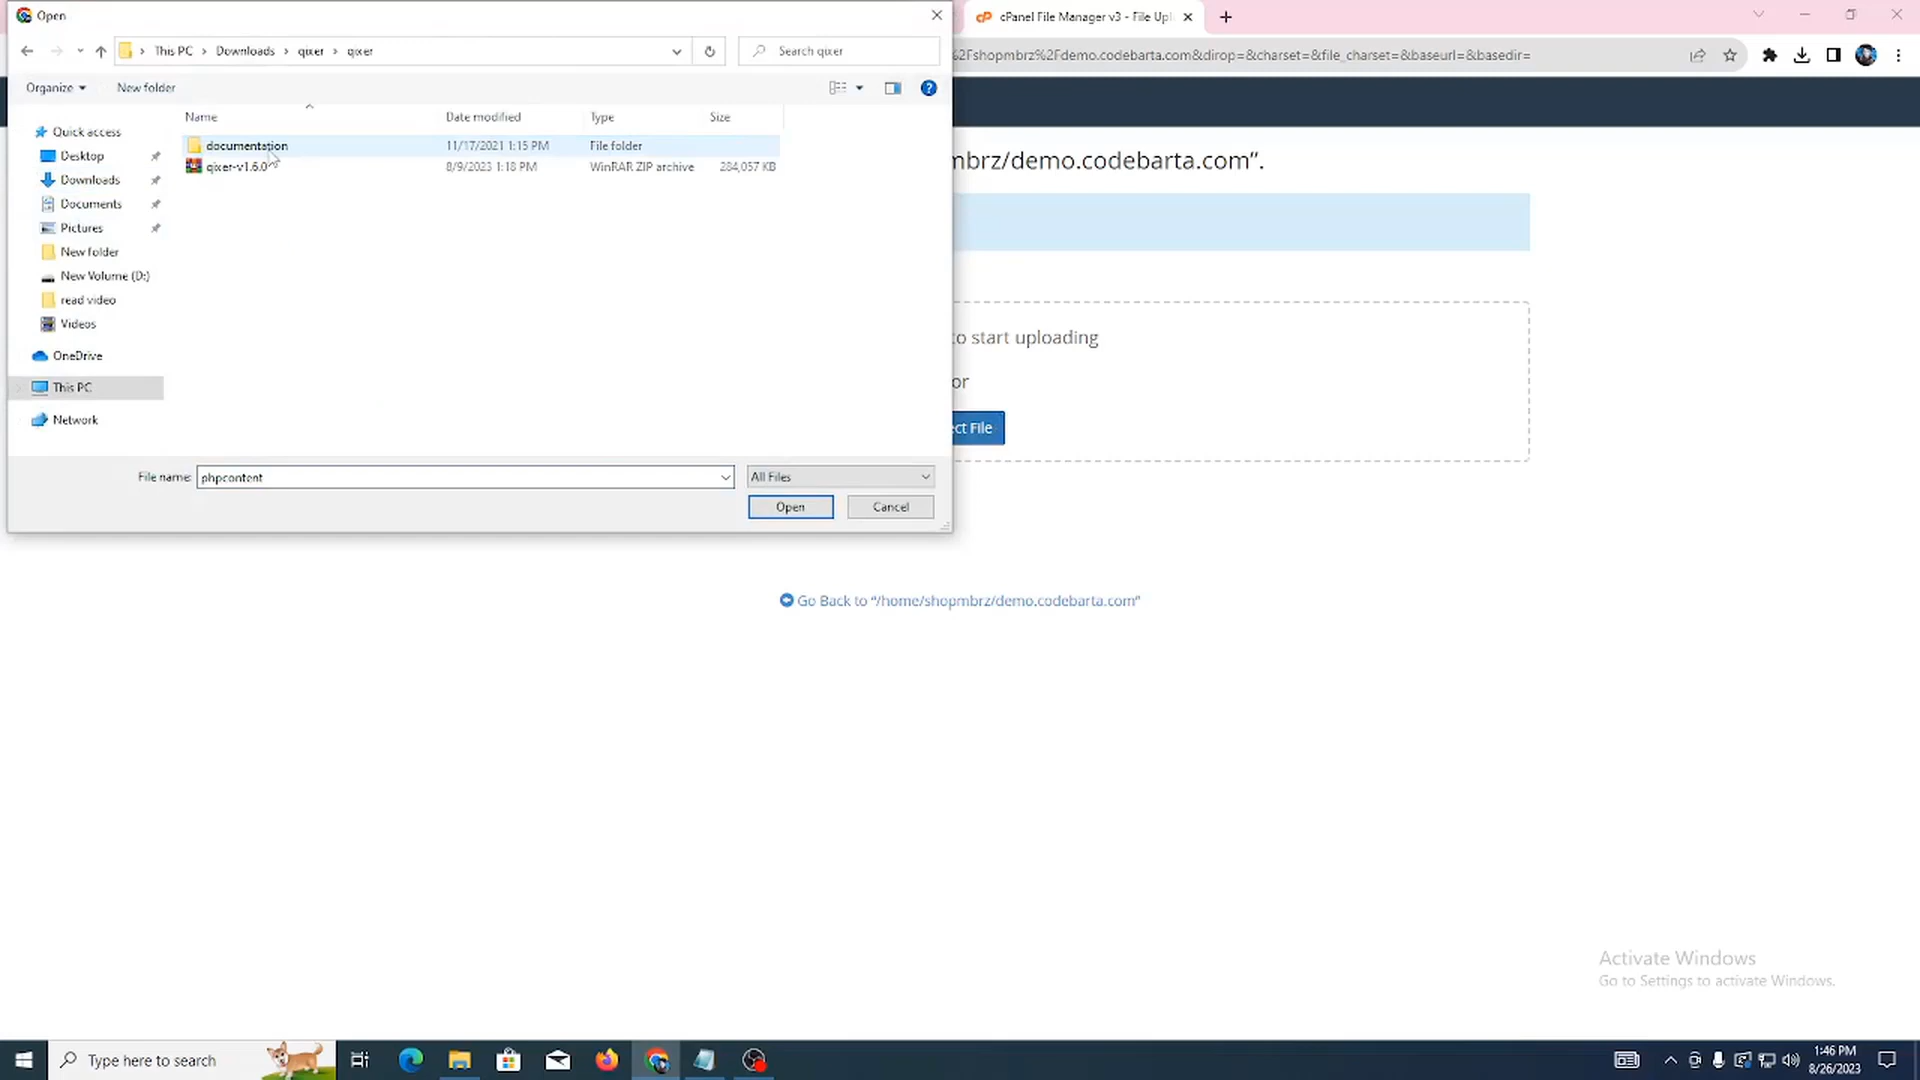 Open
cPanel File Manager v3 - File Upl
This PC > Downloads > qixer > qixer
Search qixer
%2Fshopmbrz%2Fdemo.codebarta.com&dirop=&charset=&file_charset=&baseurl=&basedir=
Organize
New folder
Name
Date modified
Type
Size
documentation
11/17/2021 1:15 PM
File folder
qixer-v1.6.0
8/9/2023 1:18 PM
WinRAR ZIP archive
284,057 KB
Quick access
Desktop
Downloads
Documents
Pictures
New folder
New Volume (D:)
read video
Videos
OneDrive
This PC
Network
mbrz/demo.codebarta.com”.
to start uploading
or
ect File
File name:
phpcontent
All Files
Open
Cancel
Go Back to “/home/shopmbrz/demo.codebarta.com”
Activate Windows
Go to Settings to activate Windows.
Type here to search
1:46 PM
8/26/2023